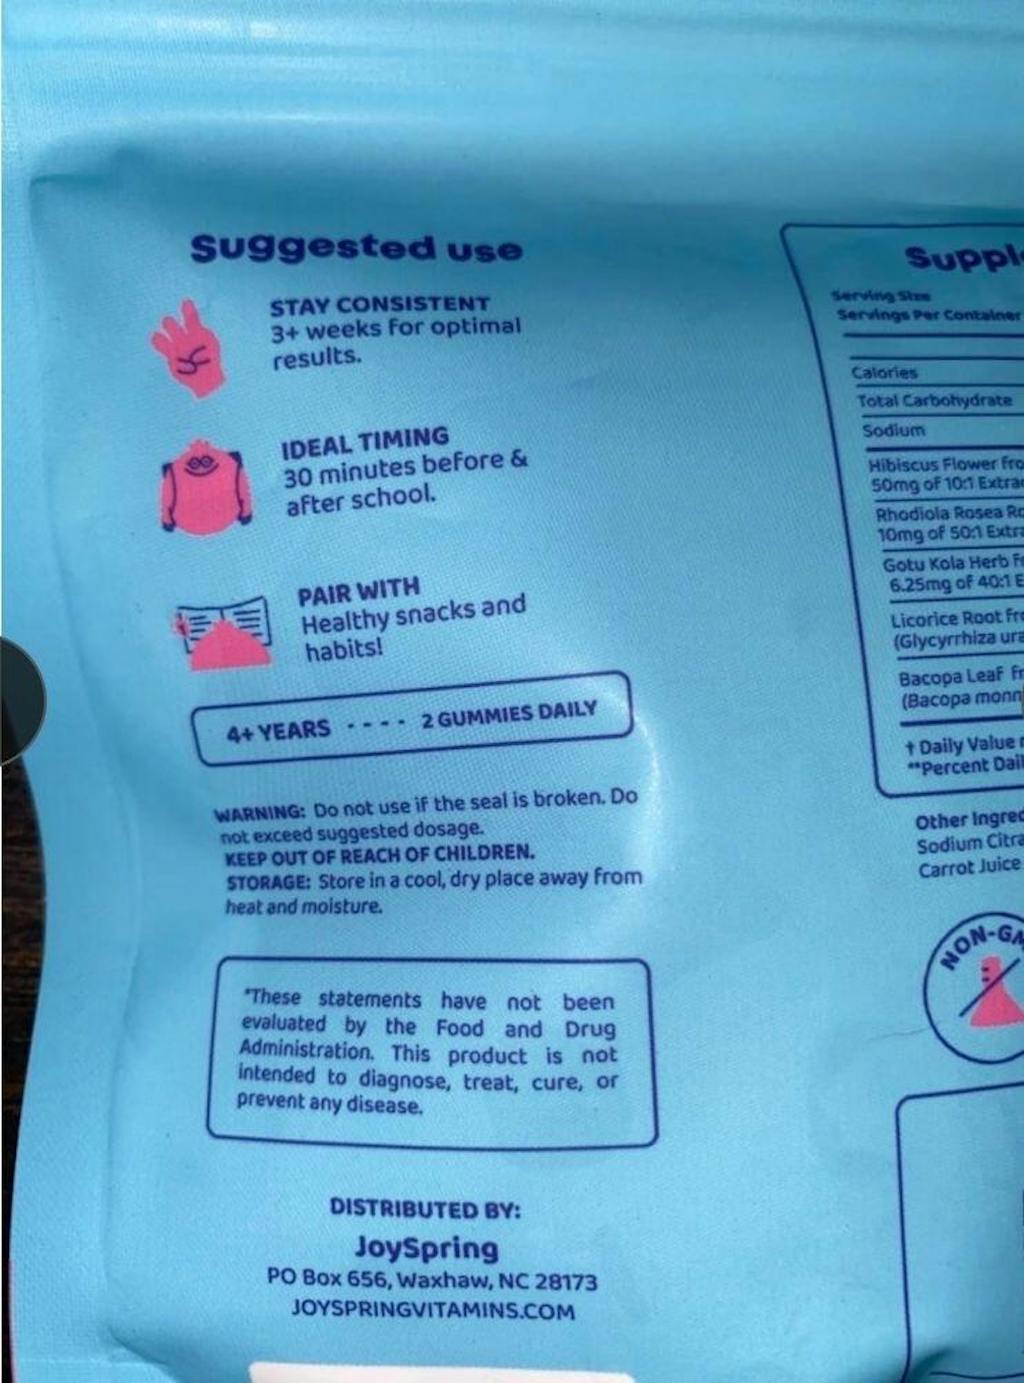 Suggested use
STAY CONSISTENT
3+ weeks for optimal
results.
IDEAL TIMING
30 minutes before &
after school.
PAIR WITH
Healthy snacks and
habits!
4+ YEARS - - - - 2 GUMMIES DAILY
WARNING: Do not use if the seal is broken. Do
not exceed suggested dosage.
KEEP OUT OF REACH OF CHILDREN.
STORAGE: Store in a cool, dry place away from
heat and moisture.
*These statements have not been
evaluated by the Food and Drug
Administration. This product is not
intended to diagnose, treat, cure, or
prevent any disease.
DISTRIBUTED BY:
JoySpring
PO Box 656, Waxhaw, NC 28173
JOYSPRINGVITAMINS.COM
Serving Size
Servings Per Container
Calories
Total Carbohydrate
Sodium
Hibiscus Flower
50mg of 10:1
Rhodiola Rosea
10mg of 50:1
Gotu Kola Herb
6.25mg of 40:1
Licorice Root
(Glycyrrhiza
Bacopa Leaf
(Bacopa
† Daily Value
**Percent
Other
Sodium
Carrot Juice